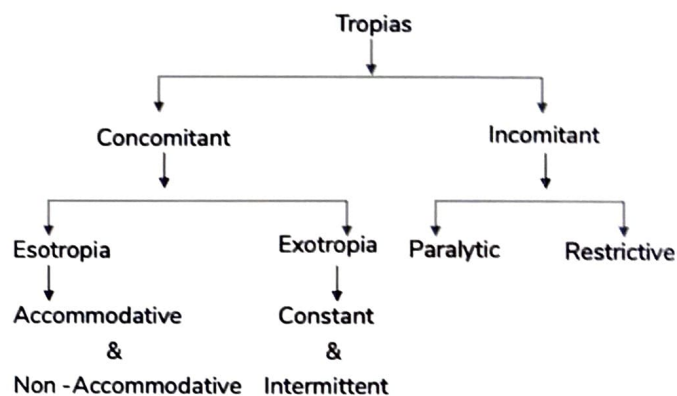 Tropias
Concomitant
Incomitant
Esotropia
Exotropia
Paralytic
Restrictive
Accommodative
&
Non -Accommodative
Constant
&
Intermittent